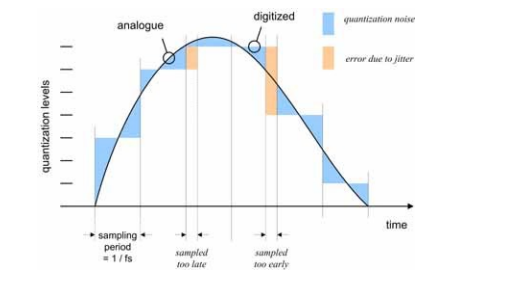 digitized
quantization noise
analogue
error due to jitter
quantization levels
time
sampling
period
= 1 / fs
sampled
too late
sampled
too early